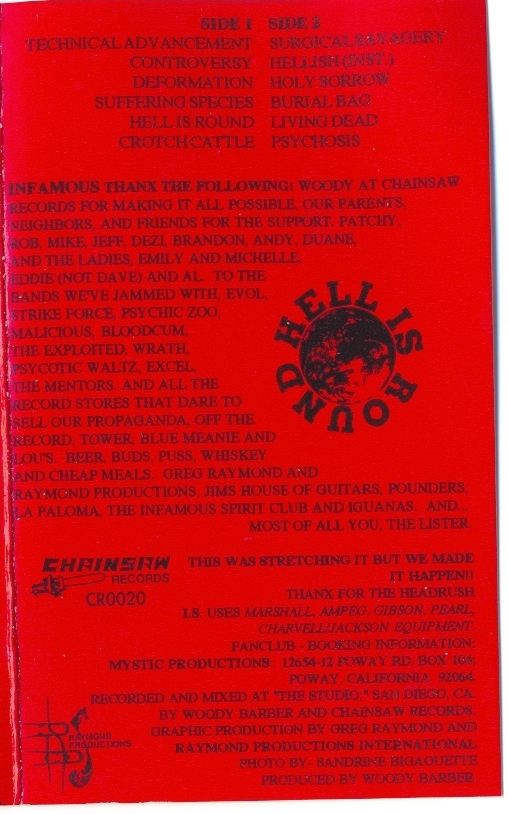 SIDE 1 SIDE 2
TECHNICAL ADVANCEMENT SURGICAL SAVAGERY
CONTROVERSY HELLISH (INST.)
DEFORMATION HOLY SORROW
SUFFERING SPECIES BURIAL BAG
HELL IS ROUND LIVING DEAD
CROTCH CATTLE PSYCHOSIS
INFAMOUS THANX THE FOLLOWING: WOODY AT CHAINSAW
RECORDS FOR MAKING IT ALL POSSIBLE, OUR PARENTS,
NEIGHBORS, AND FRIENDS FOR THE SUPPORT. PATCHY,
ROB, MIKE, JEFF, DEZI, BRANDON, ANDY, DUANE,
AND THE LADIES, EMILY AND MICHELLE,
EDDIE (NOT DAVE) AND AL. TO THE
BANDS WE'VE JAMMED WITH, EVOL,
STRIKE FORCE, PSYCHIC ZOO,
MALICIOUS, BLOODCUM,
THE EXPLOITED, WRATH,
PSYCOTIC WALTZ, EXCEL,
THE MENTORS. AND ALL THE
RECORD STORES THAT DARE TO
SELL OUR PROPAGANDA, OFF THE
RECORD, TOWER, BLUE MEANIE AND
LOU'S. BEER, BUDS, PUSS, WHISKEY
AND CHEAP MEALS. GREG RAYMOND AND
RAYMOND PRODUCTIONS, JIMS HOUSE OF GUITARS, POUNDERS,
LA PALOMA, THE INFAMOUS SPIRIT CLUB AND IGUANAS. AND...
MOST OF ALL YOU, THE LISTER.
HELL IS ROUND
CHAINSAW
RECORDS
CR0020
THIS WAS STRETCHING IT BUT WE MADE
IT HAPPEN!!
THANX FOR THE HEADRUSH
I.S. USES MARSHALL, AMPEG, GIBSON, PEARL,
CHARVELL/JACKSON EQUIPMENT.
FANCLUB - BOOKING INFORMATION:
MYSTIC PRODUCTIONS: 12654-12 POWAY RD. BOX 164;
POWAY, CALIFORNIA 92064.
RECORDED AND MIXED AT "THE STUDIO," SAN DIEGO, CA.
BY WOODY BARBER AND CHAINSAW RECORDS.
GRAPHIC PRODUCTION BY GREG RAYMOND AND
RAYMOND PRODUCTIONS INTERNATIONAL
PHOTO BY- SANDRINE BIGAOUETTE
PRODUCED BY WOODY BARBER
RAYMOND
PRODUCTIONS